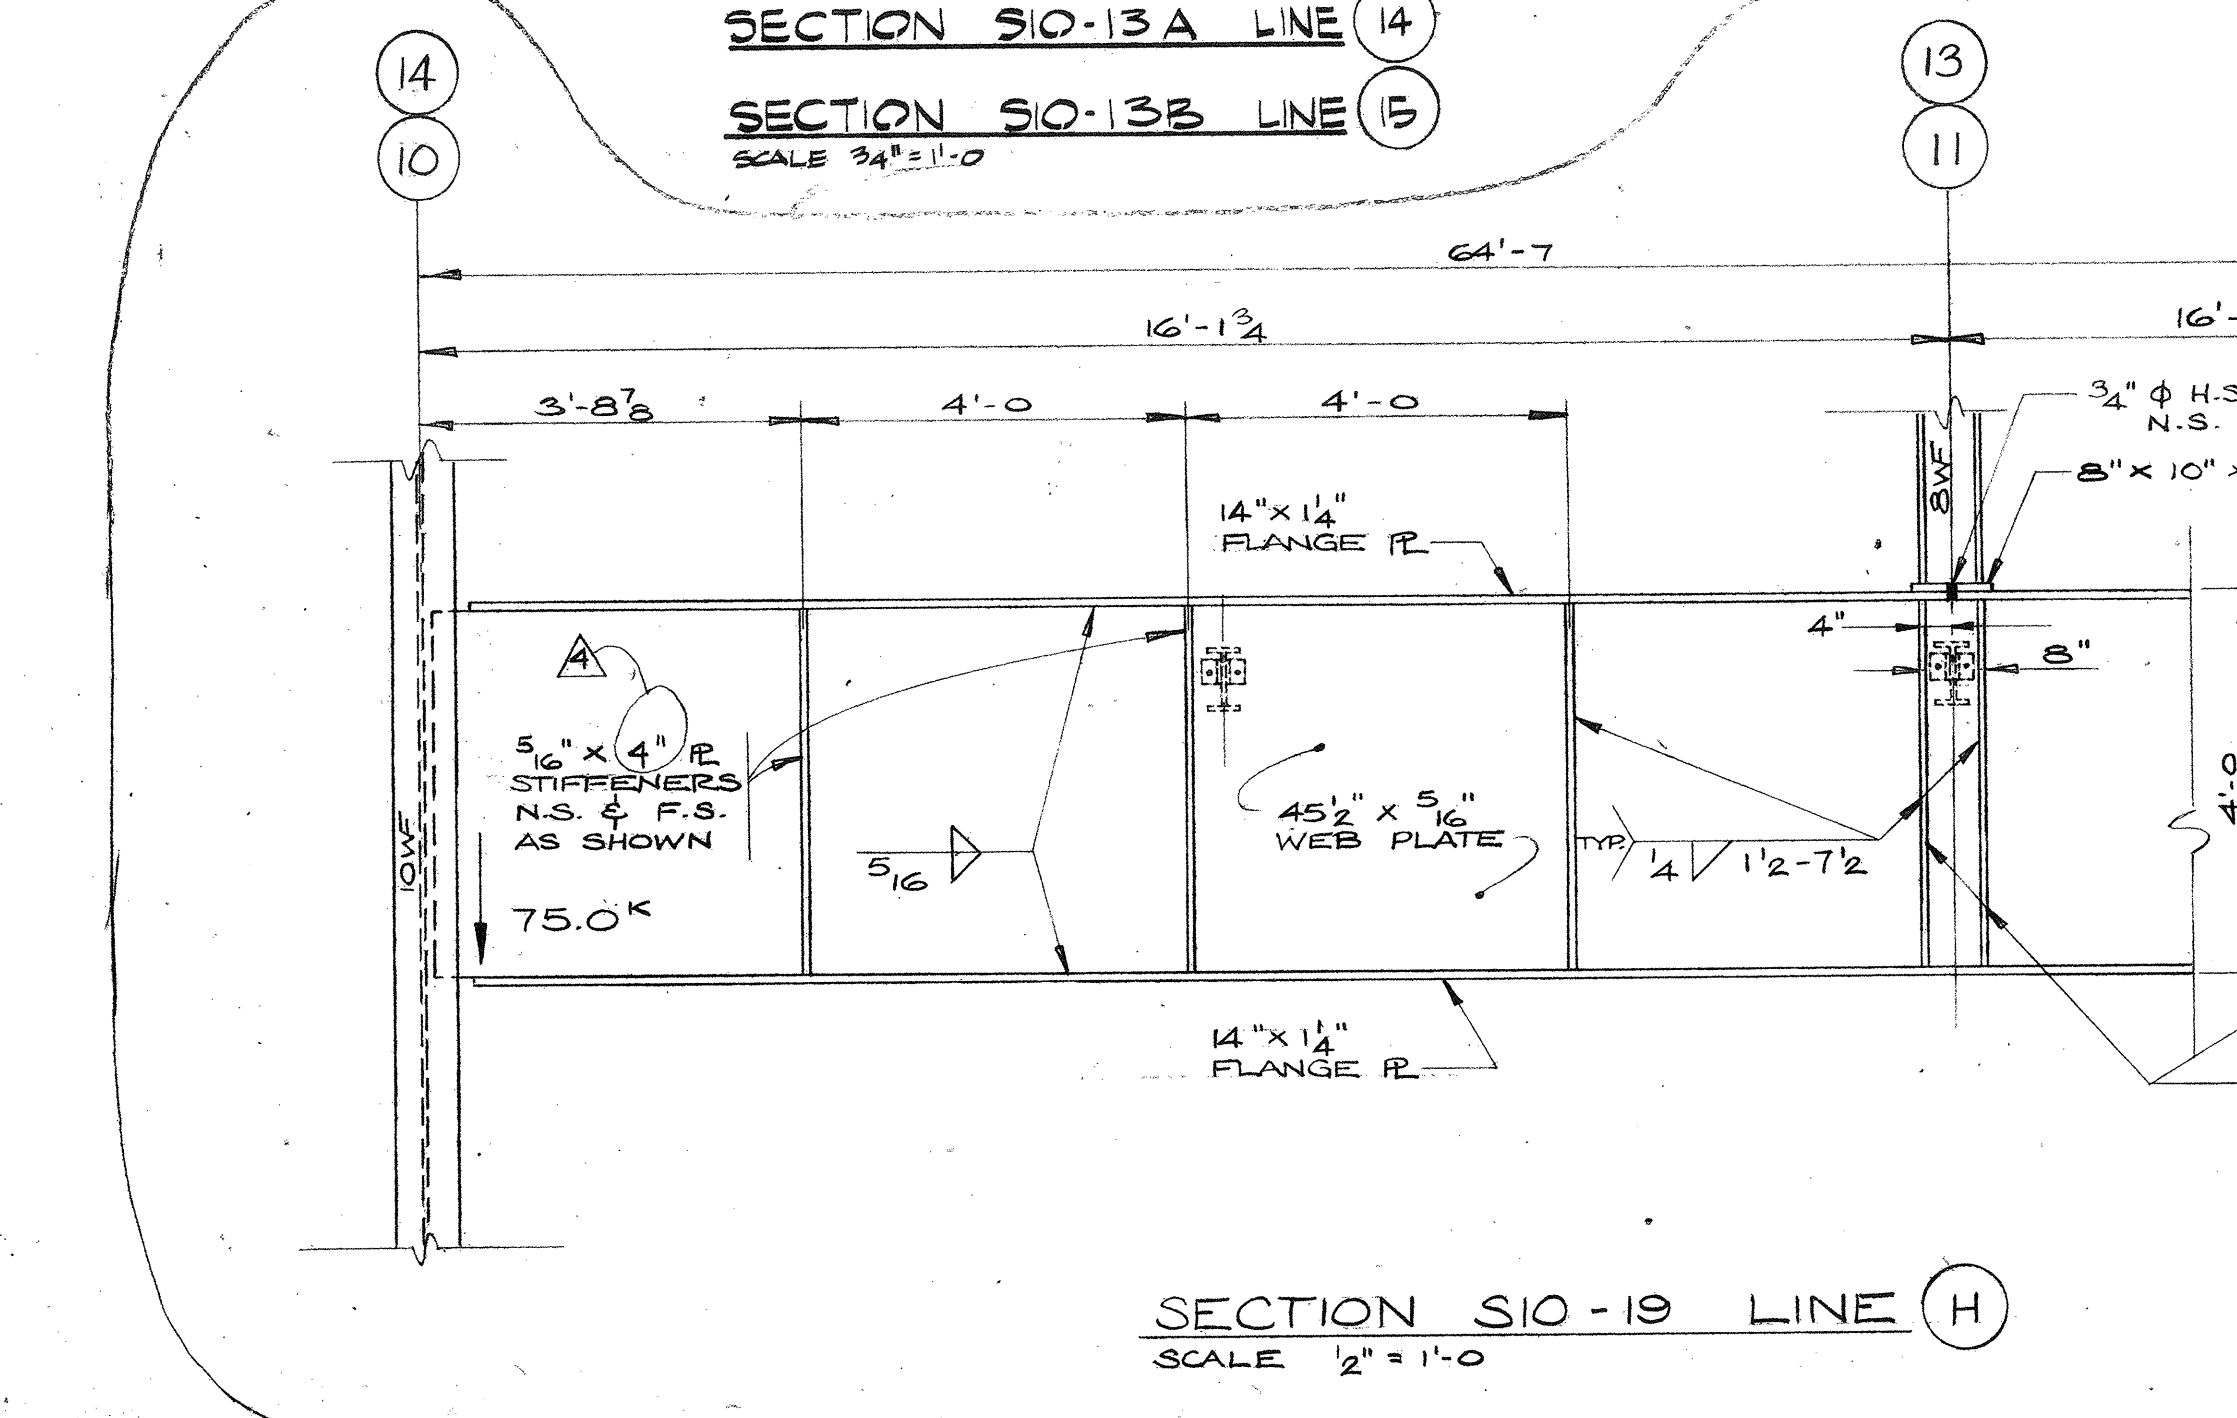 SECTION S10-13A LINE 14
SECTION S10-13B LINE 15
SCALE 3/4" = 1'-0
14
10
13
11
64'-7
16'-1 3/4
16'-
3'-8 7/8
4'-0
4'-0
3/4" ϕ H.S
N.S.
8" x 10" x
8WF
14" x 1 1/4"
FLANGE PL
4"
8"
4
5/16" x 4" PL
STIFFENERS
N.S. & F.S.
AS SHOWN
10WF
75.0K
5/16
45 1/2" x 5/16"
WEB PLATE
TYP.
1/4
1 1/2-7 1/2
4'-0
14" x 1 1/4"
FLANGE PL
SECTION S10-19 LINE H
SCALE 1/2" = 1'-0